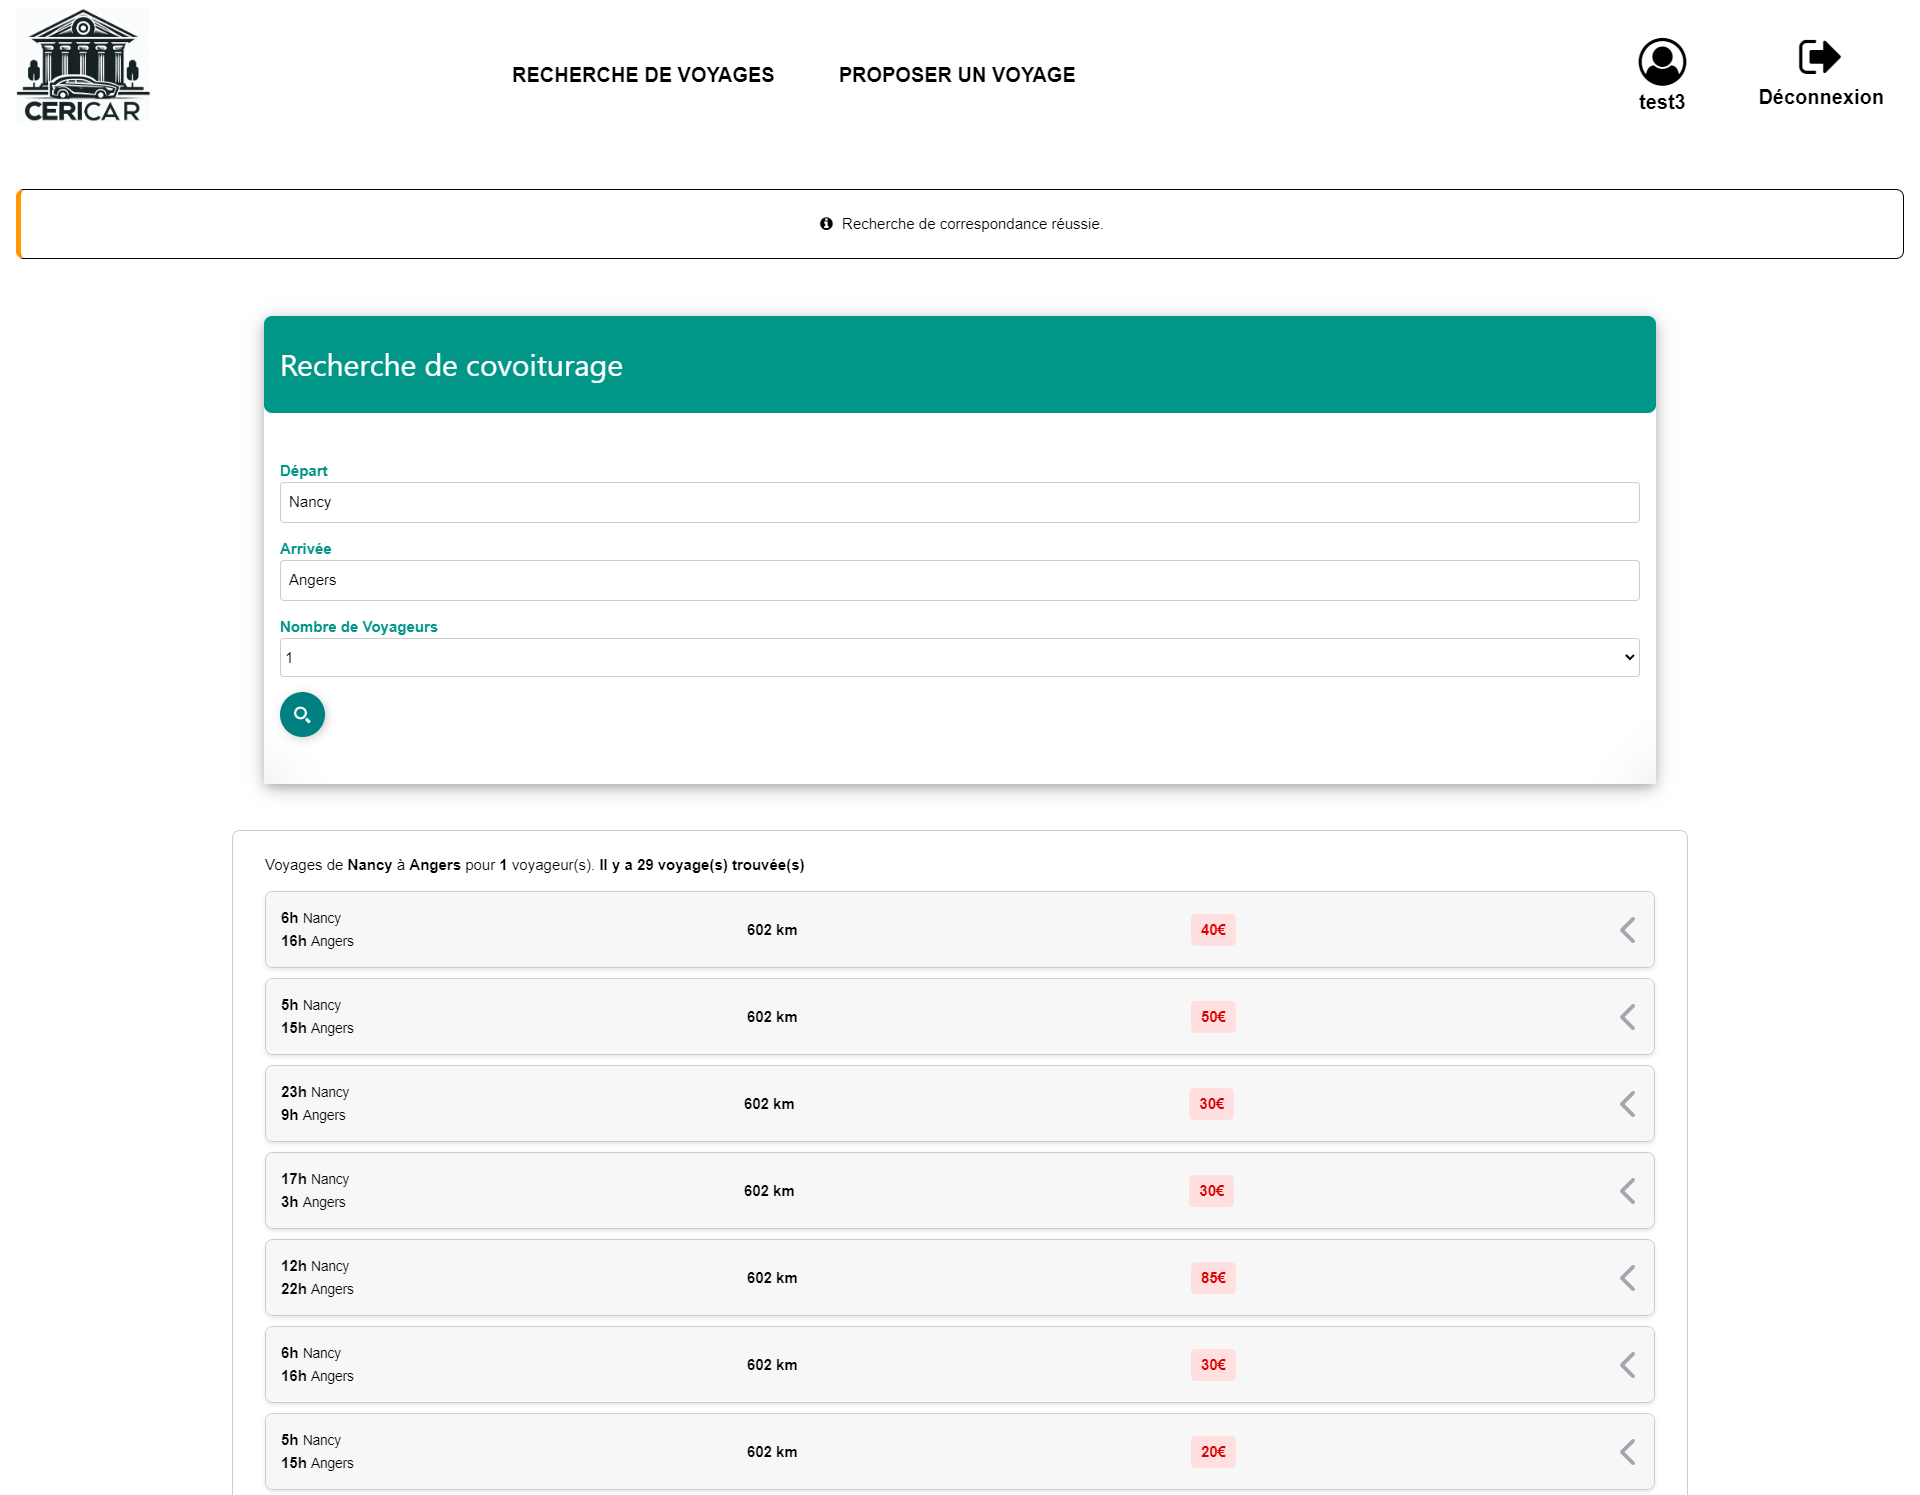 CERICAR
RECHERCHE DE VOYAGES
PROPOSER UN VOYAGE
test3
Déconnexion
Recherche de correspondance réussie.
Recherche de covoiturage
Départ
Nancy
Arrivée
Angers
Nombre de Voyageurs
1
Voyages de Nancy à Angers pour 1 voyageur(s). Il y a 29 voyage(s) trouvée(s)
6h Nancy
16h Angers
602 km
40€
5h Nancy
15h Angers
602 km
50€
23h Nancy
9h Angers
602 km
30€
17h Nancy
3h Angers
602 km
30€
12h Nancy
22h Angers
602 km
85€
6h Nancy
16h Angers
602 km
30€
5h Nancy
15h Angers
602 km
20€